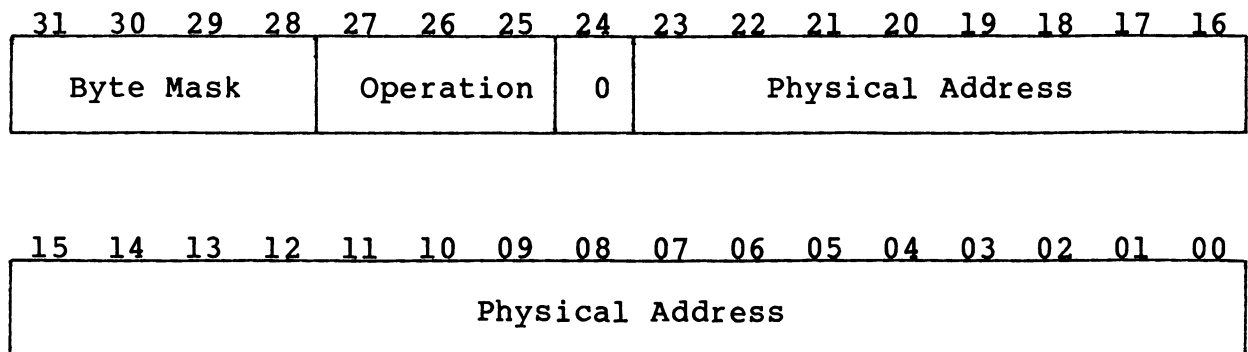 31 30 29 28 27 26 25 24 23 22 21 20 19 18 17 16
Byte Mask Operation 0 Physical Address
15 14 13 12 11 10 09 08 07 06 05 04 03 02 01 00
Physical Address